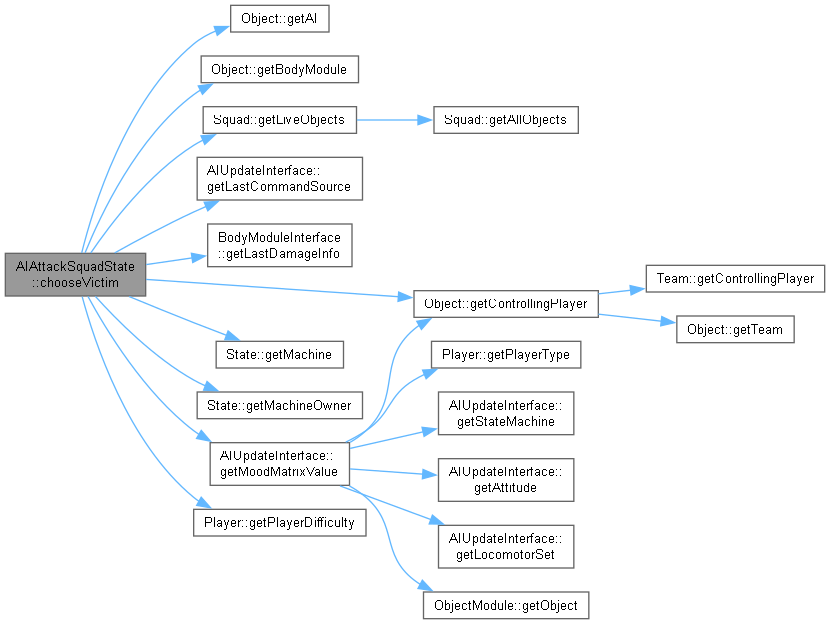 Object::getAI
Object::getBodyModule
Squad::getLiveObjects
Squad::getAllObjects
AIUpdateInterface::
getLastCommandSource
BodyModuleInterface
::getLastDamageInfo
AIAttackSquadState
::chooseVictim
Team::getControllingPlayer
Object::getControllingPlayer
Object::getTeam
State::getMachine
Player::getPlayerType
State::getMachineOwner
AIUpdateInterface::
getStateMachine
AIUpdateInterface::
getMoodMatrixValue
AIUpdateInterface::
getAttitude
Player::getPlayerDifficulty
AIUpdateInterface::
getLocomotorSet
ObjectModule::getObject